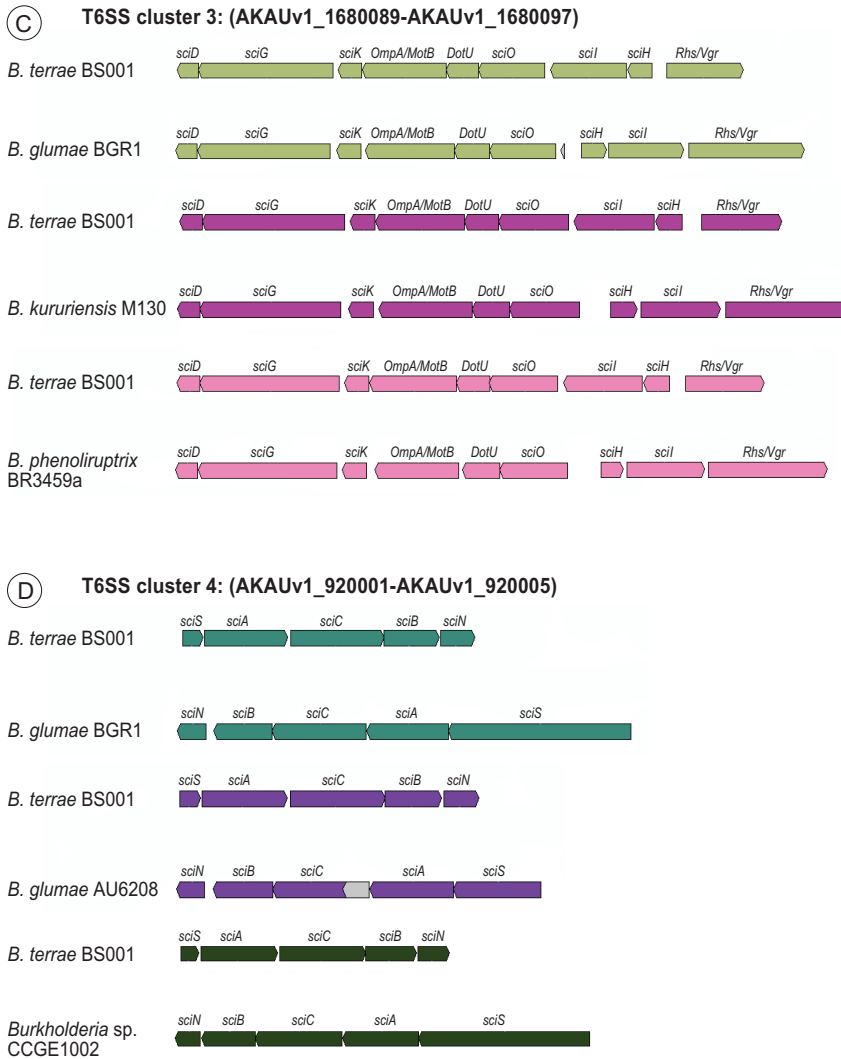 C T6SS cluster 3: (AKAUv1_1680089-AKAUv1_1680097)
sciD sciG sciK OmpA/MotB DotU sciO sciI sciH Rhs/Vgr
B. terrae BS001
sciD sciG sciK OmpA/MotB DotU sciO sciH sciI Rhs/Vgr
B. glumae BGR1
sciD sciG sciK OmpA/MotB DotU sciO sciI sciH Rhs/Vgr
B. terrae BS001
sciD sciG sciK OmpA/MotB DotU sciO sciH sciI Rhs/Vgr
B. kururiensis M130
sciD sciG sciK OmpA/MotB DotU sciO sciI sciH Rhs/Vgr
B. terrae BS001
sciD sciG sciK OmpA/MotB DotU sciO sciH sciI Rhs/Vgr
B. phenoliruptrix
BR3459a
D T6SS cluster 4: (AKAUv1_920001-AKAUv1_920005)
sciS sciA sciC sciB sciN
B. terrae BS001
sciN sciB sciC sciA sciS
B. glumae BGR1
sciS sciA sciC sciB sciN
B. terrae BS001
sciN sciB sciC sciA sciS
B. glumae AU6208
sciS sciA sciC sciB sciN
B. terrae BS001
sciN sciB sciC sciA sciS
Burkholderia sp.
CCGE1002